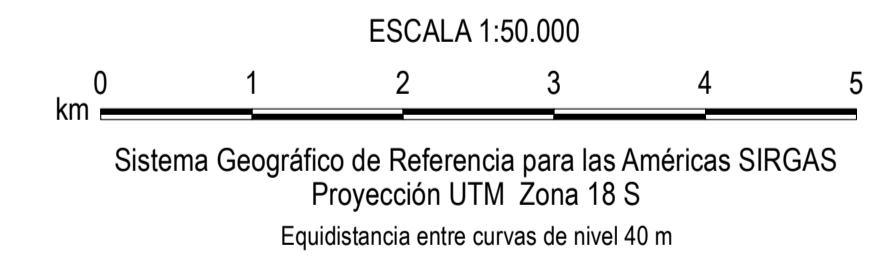 ESCALA 1:50.000
0 1 2 3 4 5
km
Sistema Geográfico de Referencia para las Américas SIRGAS
Proyección UTM Zona 18 S
Equidistancia entre curvas de nivel 40 m